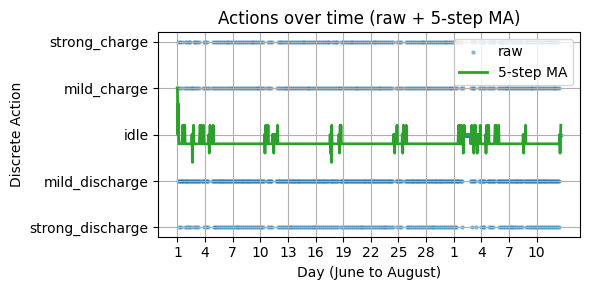 Actions over time (raw + 5-step MA)
strong_charge
mild_charge
idle
mild_discharge
strong_discharge
Discrete Action
raw
5-step MA
1 4 7 10 13 16 19 22 25 28 1 4 7 10
Day (June to August)